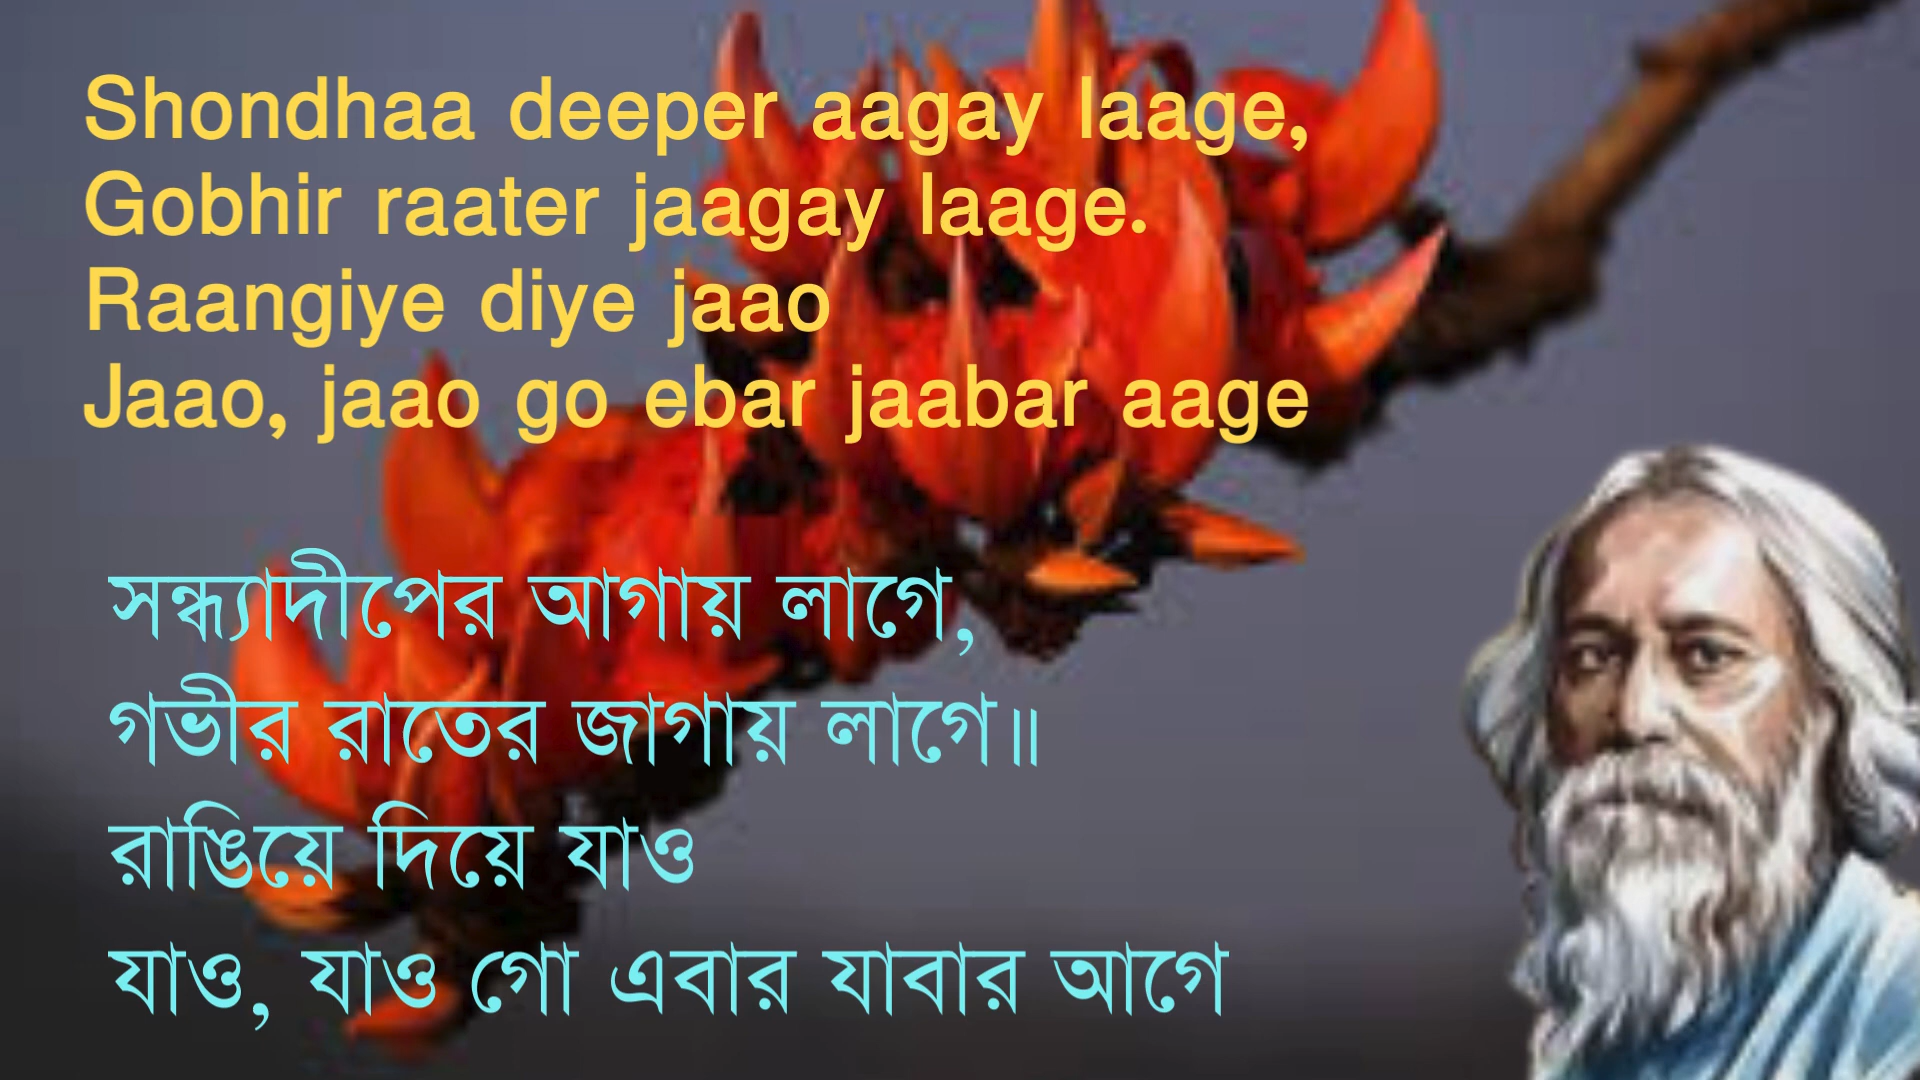 Shondhaa deeper aagay laage,
Gobhir raater jaagay laage.
Raangiye diye jaao
Jaao, jaao go ebar jaabar aage
সন্ধ্যাদীপের আগায় লাগে,
গভীর রাতের জাগায় লাগে॥
রাঙিয়ে দিয়ে যাও
যাও, যাও গো এবার যাবার আগে